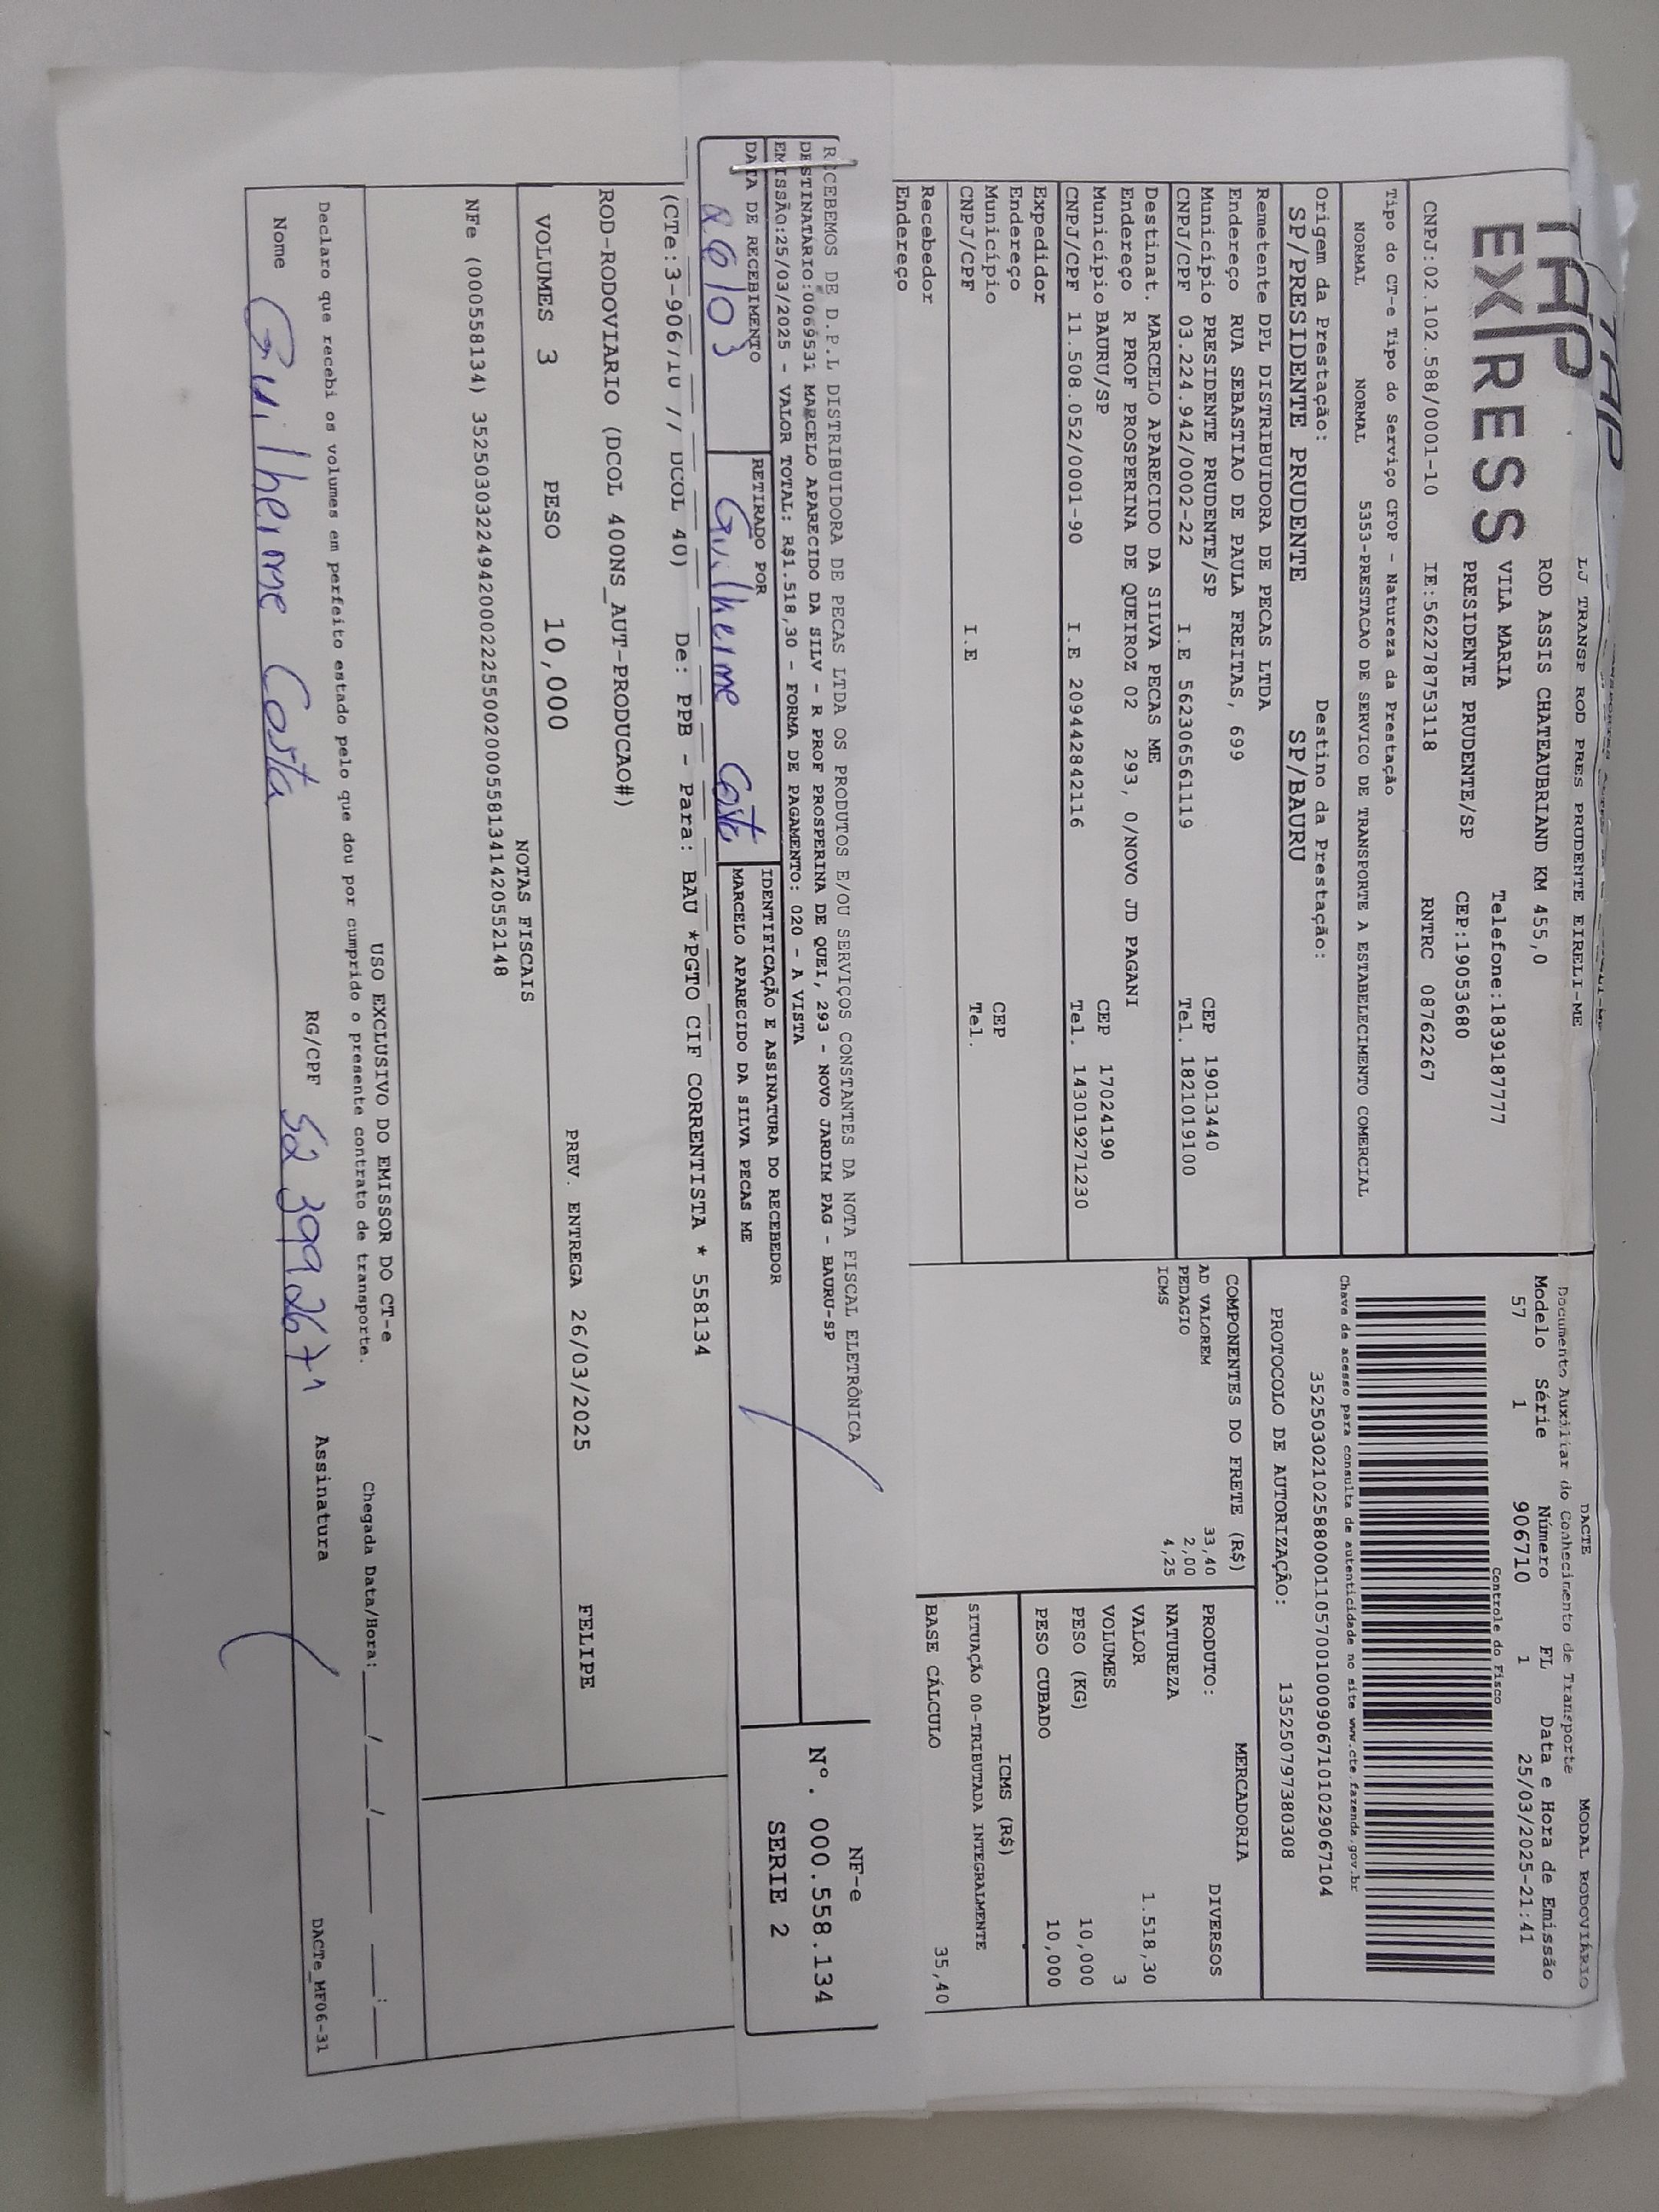 TAP
EXPRESS
LJ TRANSP ROD PRES PRUDENTE EIRELI-ME
ROD ASSIS CHATEAUBRIAND KM 455,0
VILA MARIA Telefone:1839187777
PRESIDENTE PRUDENTE/SP CEP:19053680
CNPJ:02.102.588/0001-10 IE:562278753118 RNTRC 08762267
Tipo do CT-e Tipo do Serviço CFOP - Natureza da Prestação
NORMAL NORMAL 5353-PRESTACAO DE SERVICO DE TRANSPORTE A ESTABELECIMENTO COMERCIAL
Origem da Prestação: Destino da Prestação:
SP/PRESIDENTE PRUDENTE SP/BAURU
Remetente DPL DISTRIBUIDORA DE PECAS LTDA
Endereço RUA SEBASTIAO DE PAULA FREITAS, 699
Município PRESIDENTE PRUDENTE/SP CEP 19013440
CNPJ/CPF 03.224.942/0002-22 I.E 562306561119 Tel. 1821019100
Destinat. MARCELO APARECIDO DA SILVA PECAS ME
Endereço R PROF PROSPERINA DE QUEIROZ 02 293, 0/NOVO JD PAGANI
Município BAURU/SP CEP 17024190
CNPJ/CPF 11.508.052/0001-90 I.E 209442842116 Tel. 143019271230
Expedidor
Endereço
Município CEP
CNPJ/CPF I.E Tel.
Recebedor
Endereço
DACTE MODAL RODOVIÁRIO
Documento Auxiliar do Conhecimento de Transporte
Modelo Série Número FL Data e Hora de Emissão
57 1 906710 1 25/03/2025-21:41
Controle do Fisco
Chave de acesso para consulta de autenticidade no site www.cte.fazenda.gov.br
35250302102588000110570010009067101029067104
PROTOCOLO DE AUTORIZAÇÃO: 135250797380308
COMPONENTES DO FRETE (R$)
AD VALOREM 33,40
PEDAGIO 2,00
ICMS 4,25
MERCADORIA
PRODUTO: DIVERSOS
NATUREZA
VALOR 1.518,30
VOLUMES 3
PESO (KG) 10,000
PESO CUBADO 10,000
ICMS (R$)
SITUAÇÃO 00-TRIBUTADA INTEGRALMENTE
BASE CÁLCULO 35,40
RECEBEMOS DE D.P.L DISTRIBUIDORA DE PECAS LTDA OS PRODUTOS E/OU SERVIÇOS CONSTANTES DA NOTA FISCAL ELETRÔNICA
DESTINATARIO:0069531 MARCELO APARECIDO DA SILV - R PROF PROSPERINA DE QUEI, 293 - NOVO JARDIM PAG - BAURU-SP
EMISSÃO:25/03/2025 - VALOR TOTAL: R$1.518,30 - FORMA DE PAGAMENTO: 020 - A VISTA
DATA DE RECEBIMENTO RETIRADO POR IDENTIFICAÇÃO E ASSINATURA DO RECEBEDOR
MARCELO APARECIDO DA SILVA PECAS ME
Guilherme Costa
NF-e
Nº. 000.558.134
SERIE 2
(CTe:3-906710 // DCOL 40) De: PPB - Para: BAU *PGTO CIF CORRENTISTA * 558134
ROD-RODOVIARIO (DCOL 400NS_AUT-PRODUCAO#)
VOLUMES 3 PESO 10,000 PREV. ENTREGA 26/03/2025 FELIPE
NOTAS FISCAIS
NFe (000558134) 35250303224942000222550020005581341420552148
USO EXCLUSIVO DO EMISSOR DO CT-e
Declaro que recebi os volumes em perfeito estado pelo que dou por cumprido o presente contrato de transporte. Chegada Data/Hora:____/____/____ ___:___
Nome Guilherme Costa RG/CPF Assinatura DACTe_MF06-31